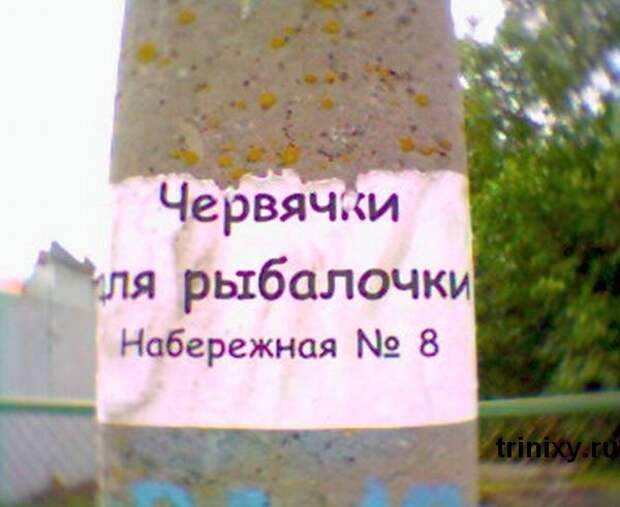 Червячки
для рыбалочки
Набережная № 8
trinixy.ru